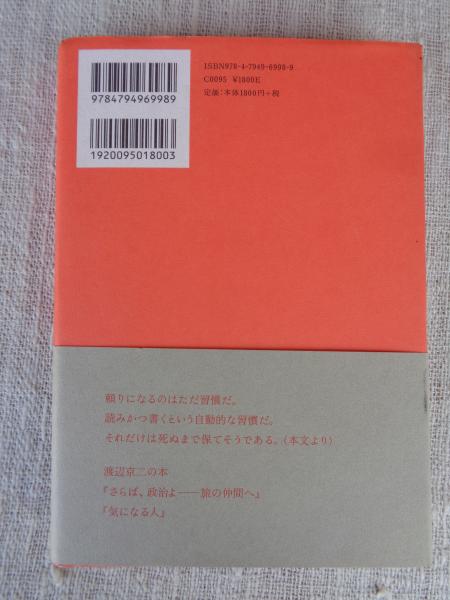 ISBN978-4-7949-6998-9
C0095 ¥1800E
定価:本体1800円+税
9784794969989
1920095018003
頼りになるのはただ習慣だ。
読みかつ書くという自動的な習慣だ。
それだけは死ぬまで保てそうである。(本文より)
渡辺京二の本
『さらば、政治よ——旅の仲間へ』
『気になる人』